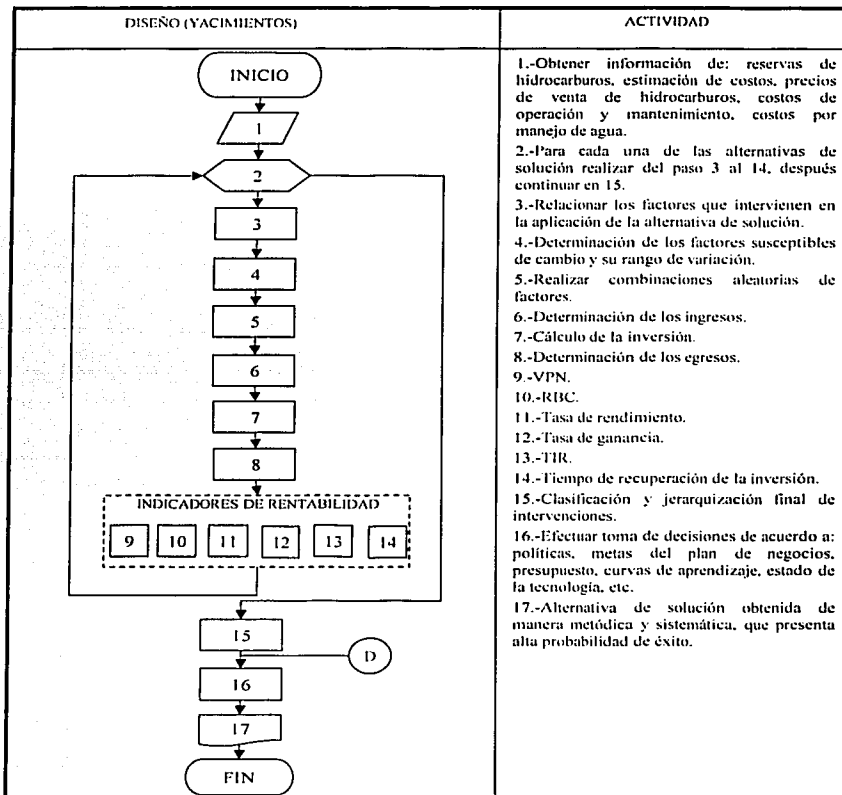 DISEÑO (YACIMIENTOS)
INICIO
1
2
3
4
5
6
7
8
INDICADORES DE RENTABILIDAD
9 10 11 12 13 14
15
D
16
17
FIN
ACTIVIDAD
1.-Obtener información de: reservas de
hidrocarburos, estimación de costos, precios
de venta de hidrocarburos, costos de
operación y mantenimiento, costos por
manejo de agua.
2.-Para cada una de las alternativas de
solución realizar del paso 3 al 14, después
continuar en 15.
3.-Relacionar los factores que intervienen en
la aplicación de la alternativa de solución.
4.-Determinación de los factores susceptibles
de cambio y su rango de variación.
5.-Realizar combinaciones aleatorias de
factores.
6.-Determinación de los ingresos.
7.-Cálculo de la inversión.
8.-Determinación de los egresos.
9.-VPN.
10.-RBC.
11.-Tasa de rendimiento.
12.-Tasa de ganancia.
13.-TIR.
14.-Tiempo de recuperación de la inversión.
15.-Clasificación y jerarquización final de
intervenciones.
16.-Efectuar toma de decisiones de acuerdo a:
políticas, metas del plan de negocios,
presupuesto, curvas de aprendizaje, estado de
la tecnología, etc.
17.-Alternativa de solución obtenida de
manera metódica y sistemática, que presenta
alta probabilidad de éxito.